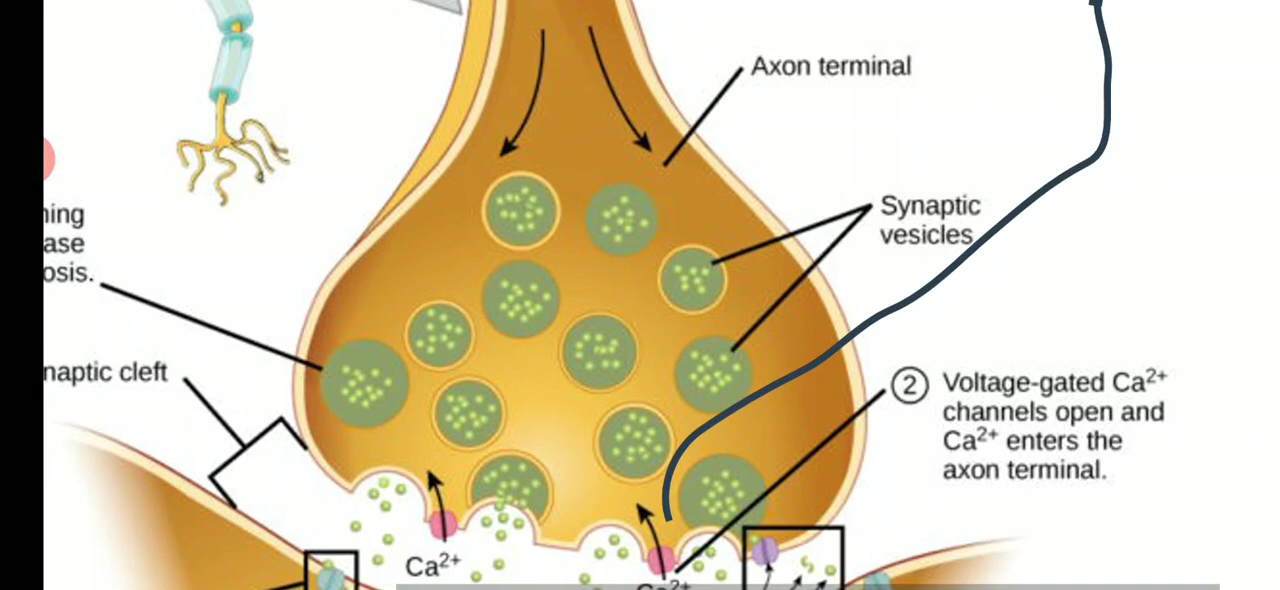 Axon terminal
ning
ase
osis.
Synaptic
vesicles
naptic cleft
2 Voltage-gated Ca²⁺
channels open and
Ca²⁺ enters the
axon terminal.
Ca²⁺
Ca²⁺